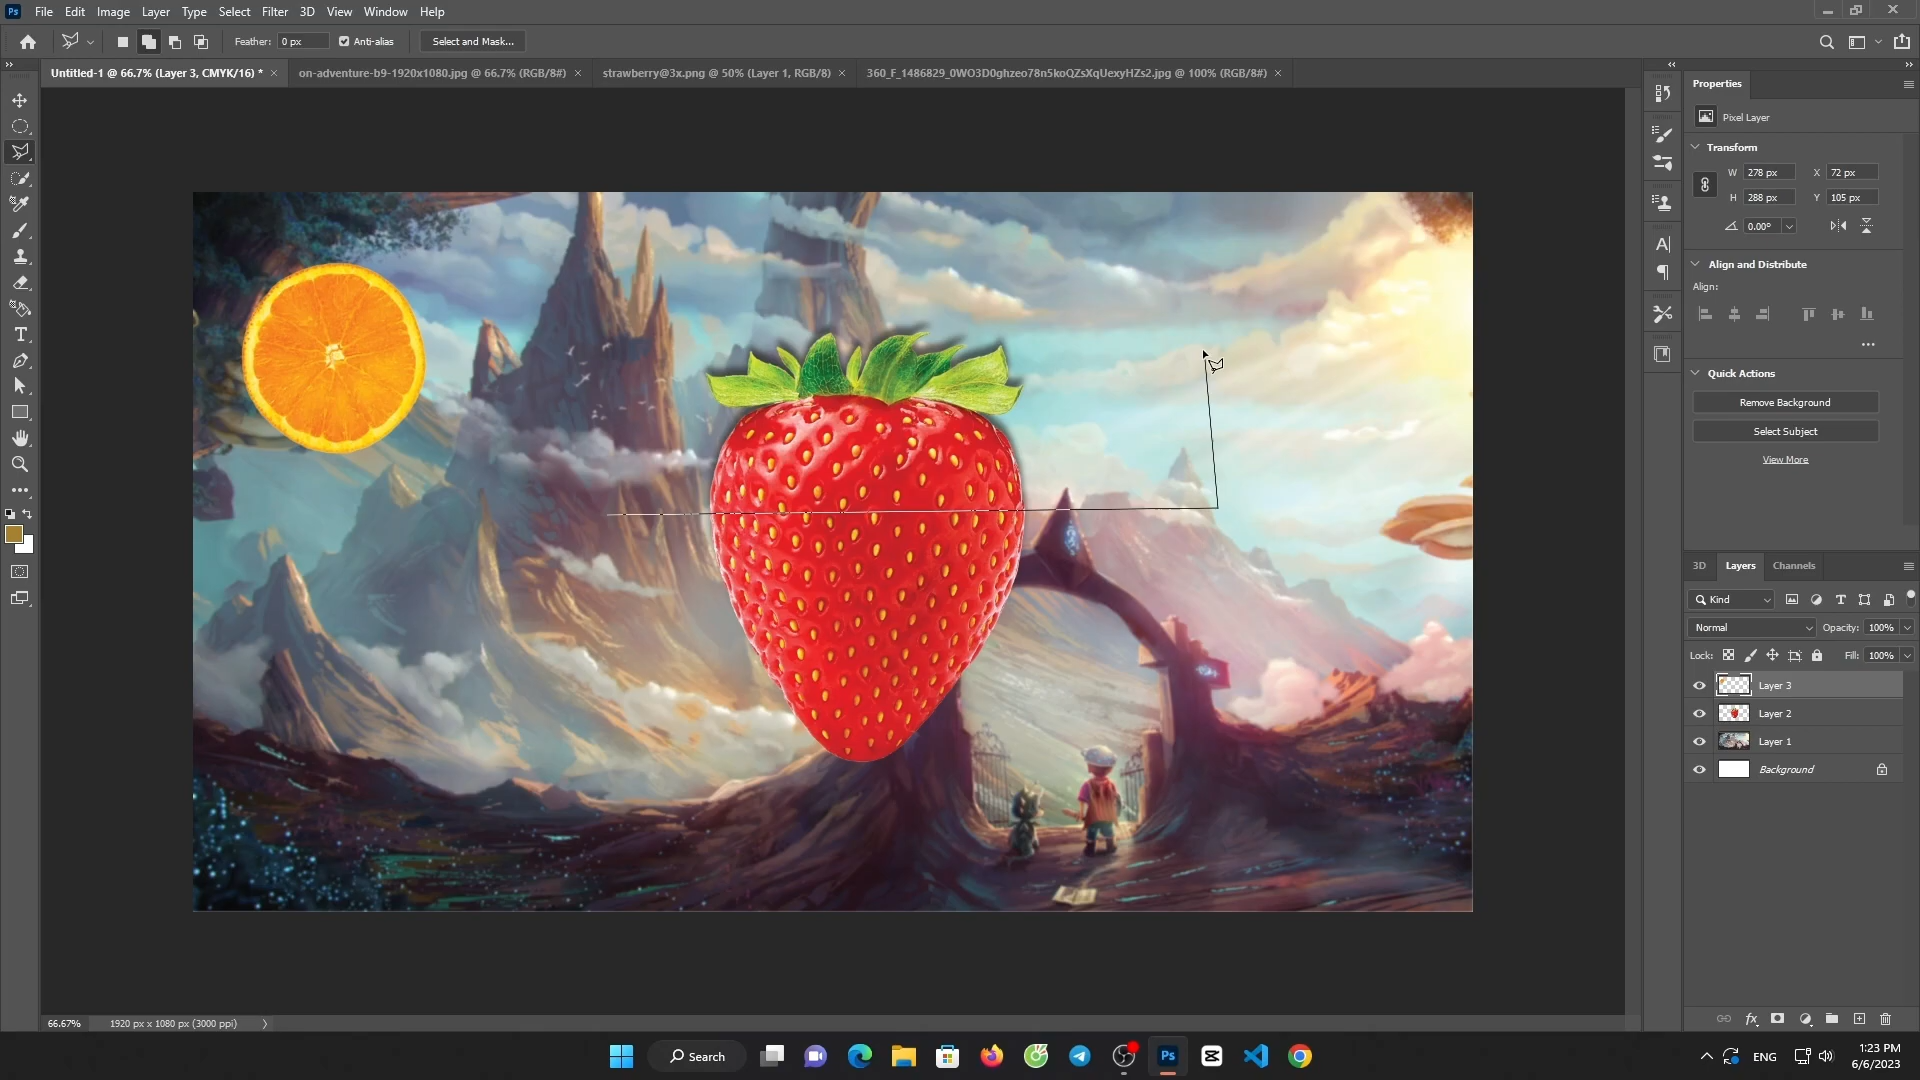 Ps File Edit Image Layer Type Select Filter 3D View Window Help
Feather: 0 px Anti-alias Select and Mask...
Untitled-1 @ 66.7% (Layer 3, CMYK/16) * × on-adventure-b9-1920x1080.jpg @ 66.7% (RGB/8#) × strawberry@3x.png @ 50% (Layer 1, RGB/8) × 360_F_1486829_0WO3D0ghzeo78n5koQZsXqUexyHZs2.jpg @ 100% (RGB/8#) ×
Properties
Pixel Layer
Transform
W 278 px X 72 px
H 288 px Y 105 px
0.00°
Align and Distribute
Align:
Quick Actions
Remove Background
Select Subject
View More
3D Layers Channels
Kind
Normal Opacity: 100%
Lock: Fill: 100%
Layer 3
Layer 2
Layer 1
Background
66.67% 1920 px x 1080 px (3000 ppi)
Search
Ps
ENG
1:23 PM
6/6/2023